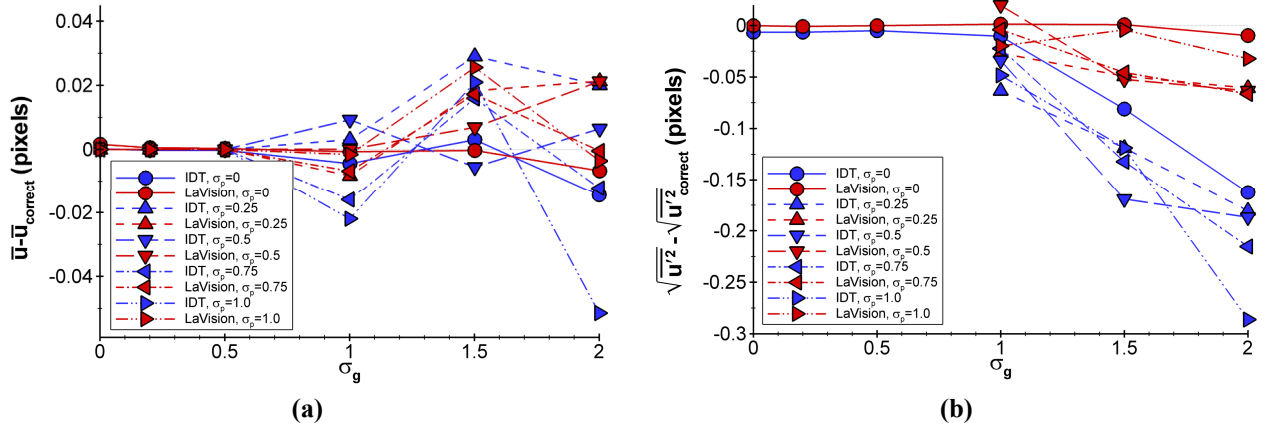 0.04
0.02
0
-0.02
-0.04
u̅-u̅correct (pixels)
IDT, σp=0
LaVision, σp=0
IDT, σp=0.25
LaVision, σp=0.25
IDT, σp=0.5
LaVision, σp=0.5
IDT, σp=0.75
LaVision, σp=0.75
IDT, σp=1.0
LaVision, σp=1.0
0 0.5 1 1.5 2
σg
(a)
0
-0.05
-0.1
-0.15
-0.2
-0.25
-0.3
√u′² - √u′²correct (pixels)
IDT, σp=0
LaVision, σp=0
IDT, σp=0.25
LaVision, σp=0.25
IDT, σp=0.5
LaVision, σp=0.5
IDT, σp=0.75
LaVision, σp=0.75
IDT, σp=1.0
LaVision, σp=1.0
0 0.5 1 1.5 2
σg
(b)